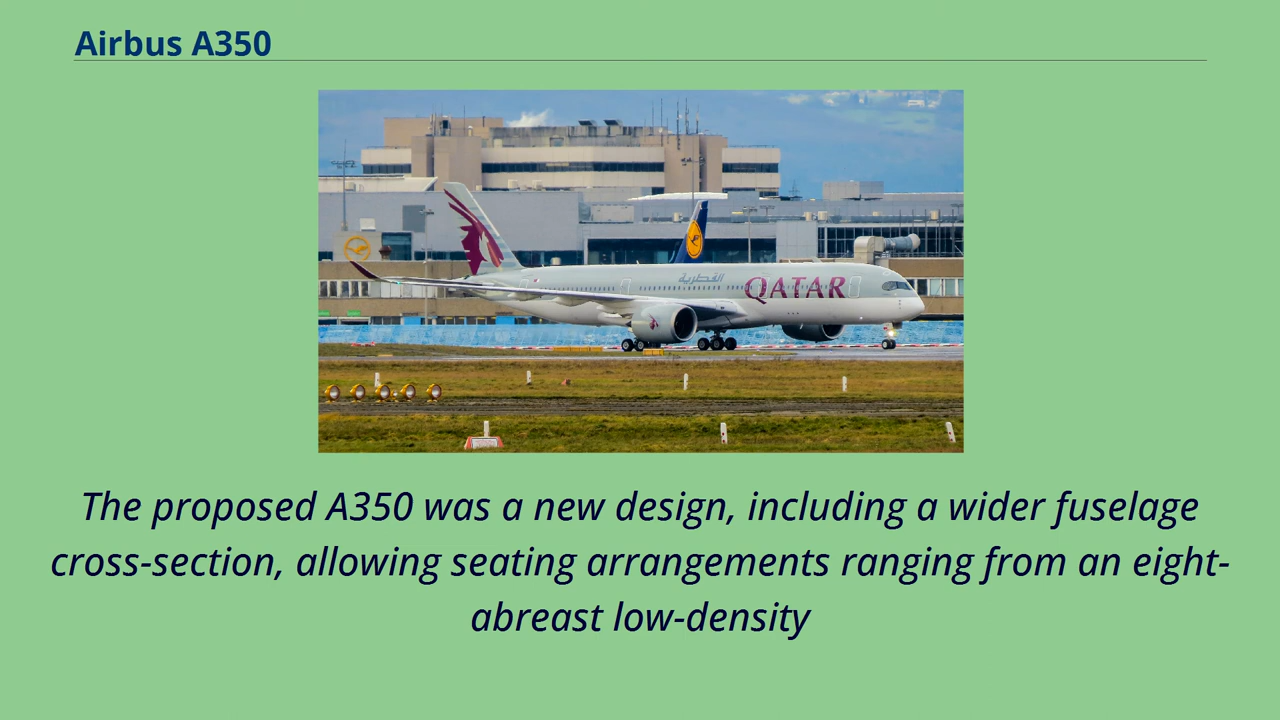 Airbus A350
القطرية
QATAR
The proposed A350 was a new design, including a wider fuselage
cross-section, allowing seating arrangements ranging from an eight-
abreast low-density